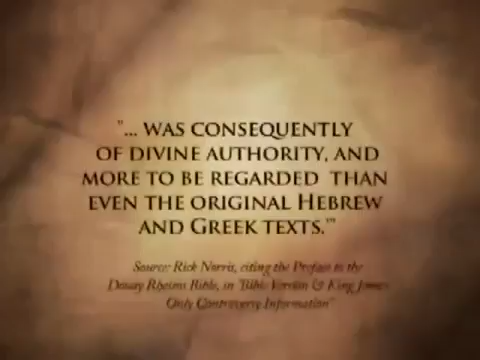 "... WAS CONSEQUENTLY
OF DIVINE AUTHORITY, AND
MORE TO BE REGARDED THAN
EVEN THE ORIGINAL HEBREW
AND GREEK TEXTS.'"
Source: Rick Norris, citing the Preface to the
Douay Rheims Bible, in "Bible Version & King James
Only Controversy Information"